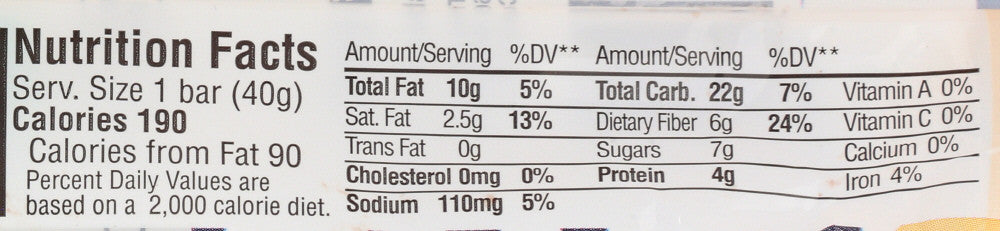 Nutrition Facts
Serv. Size 1 bar (40g)
Calories 190
Calories from Fat 90
Percent Daily Values are
based on a 2,000 calorie diet.
Amount/Serving %DV**
Total Fat 10g 5%
Sat. Fat 2.5g 13%
Trans Fat 0g
Cholesterol 0mg 0%
Sodium 110mg 5%
Amount/Serving %DV**
Total Carb. 22g 7%
Dietary Fiber 6g 24%
Sugars 7g
Protein 4g
Vitamin A 0%
Vitamin C 0%
Calcium 0%
Iron 4%